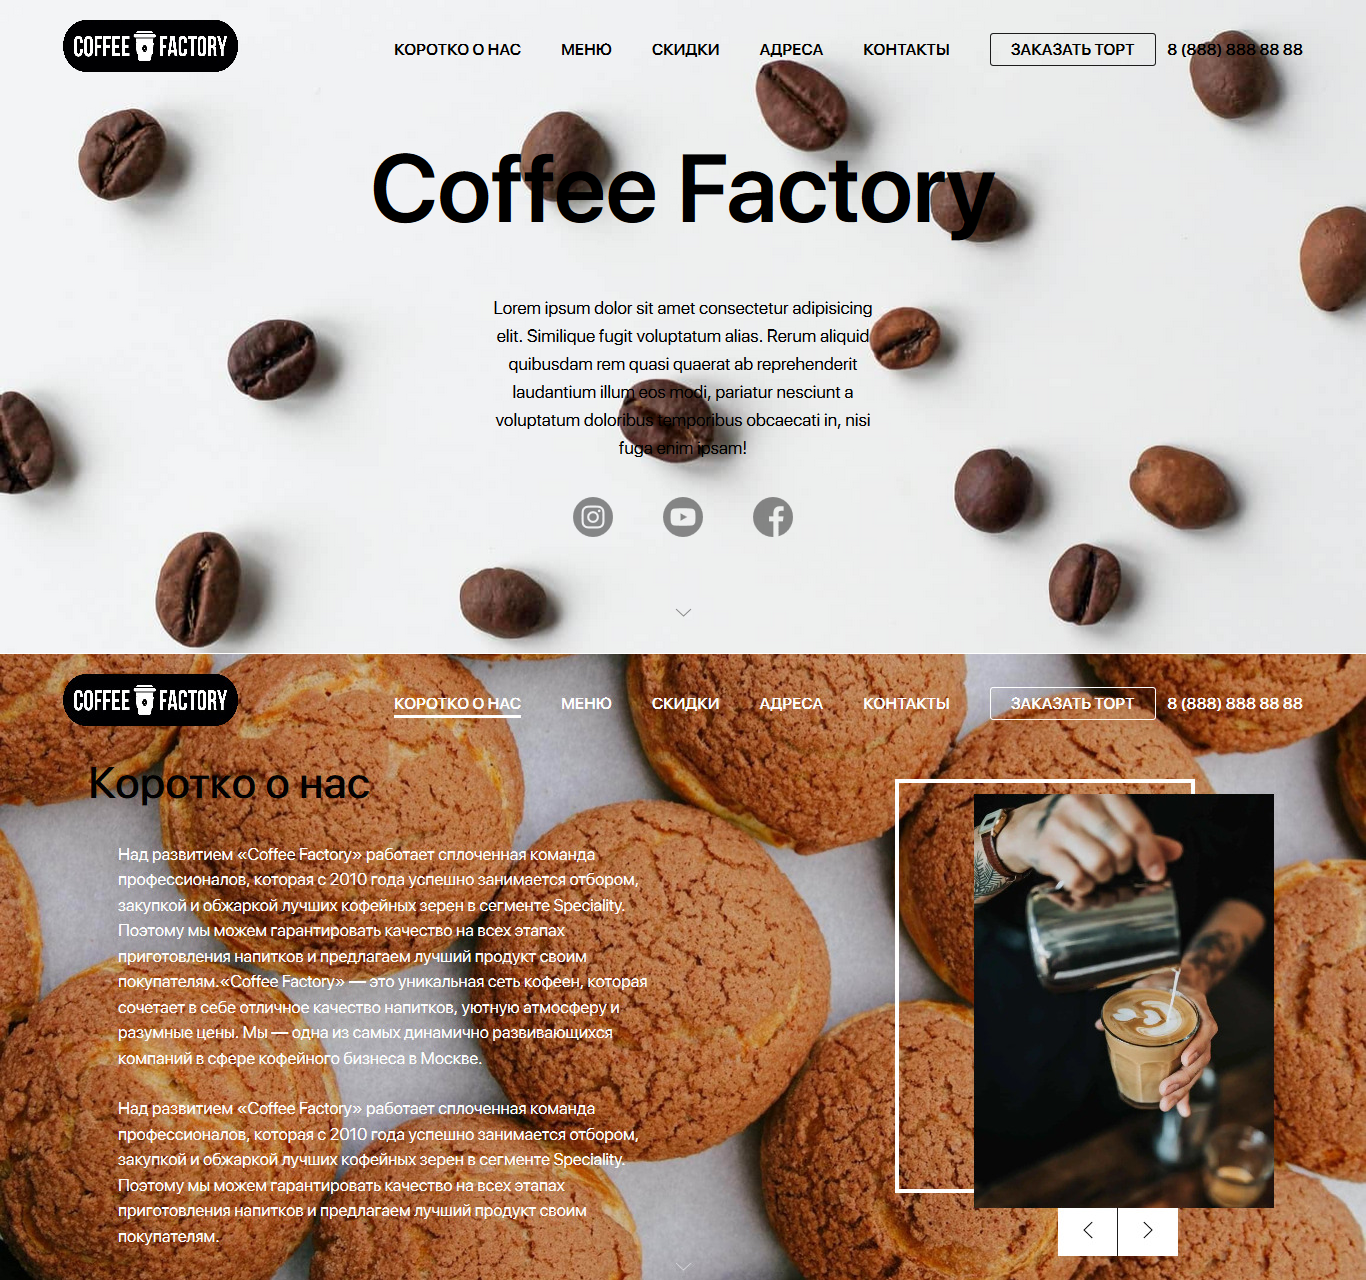 COFFEE FACTORY
КОРОТКО О НАС МЕНЮ СКИДКИ АДРЕСА КОНТАКТЫ ЗАКАЗАТЬ ТОРТ 8 (888) 888 88 88
Coffee Factory
Lorem ipsum dolor sit amet consectetur adipisicing
elit. Similique fugit voluptatum alias. Rerum aliquid
quibusdam rem quasi quaerat ab reprehenderit
laudantium illum eos modi, pariatur nesciunt a
voluptatum doloribus temporibus obcaecati in, nisi
fuga enim ipsam!
COFFEE FACTORY
КОРОТКО О НАС МЕНЮ СКИДКИ АДРЕСА КОНТАКТЫ ЗАКАЗАТЬ ТОРТ 8 (888) 888 88 88
Коротко о нас
Над развитием «Coffee Factory» работает сплоченная команда
профессионалов, которая с 2010 года успешно занимается отбором,
закупкой и обжаркой лучших кофейных зерен в сегменте Speciality.
Поэтому мы можем гарантировать качество на всех этапах
приготовления напитков и предлагаем лучший продукт своим
покупателям.«Coffee Factory» — это уникальная сеть кофеен, которая
сочетает в себе отличное качество напитков, уютную атмосферу и
разумные цены. Мы — одна из самых динамично развивающихся
компаний в сфере кофейного бизнеса в Москве.
Над развитием «Coffee Factory» работает сплоченная команда
профессионалов, которая с 2010 года успешно занимается отбором,
закупкой и обжаркой лучших кофейных зерен в сегменте Speciality.
Поэтому мы можем гарантировать качество на всех этапах
приготовления напитков и предлагаем лучший продукт своим
покупателям.